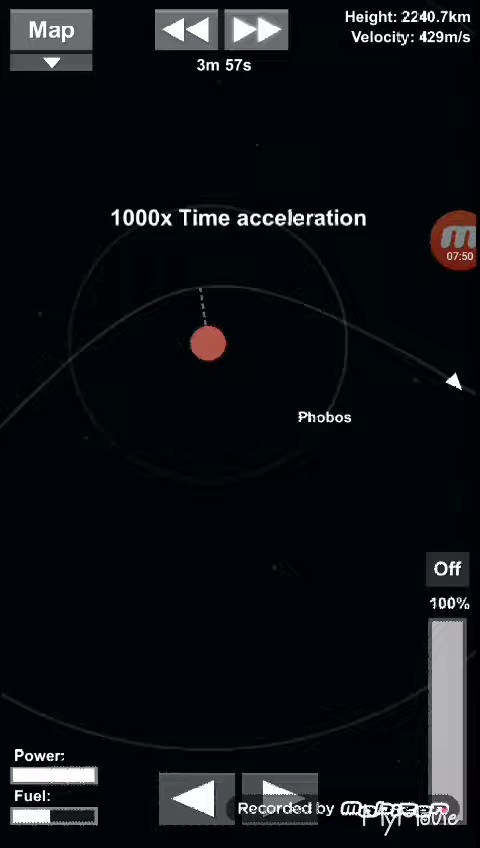 Map
3m 57s
Height: 2240.7km
Velocity: 429m/s
1000x Time acceleration
07:50
Phobos
Off
100%
Power:
Fuel:
Recorded by
PlyMovie